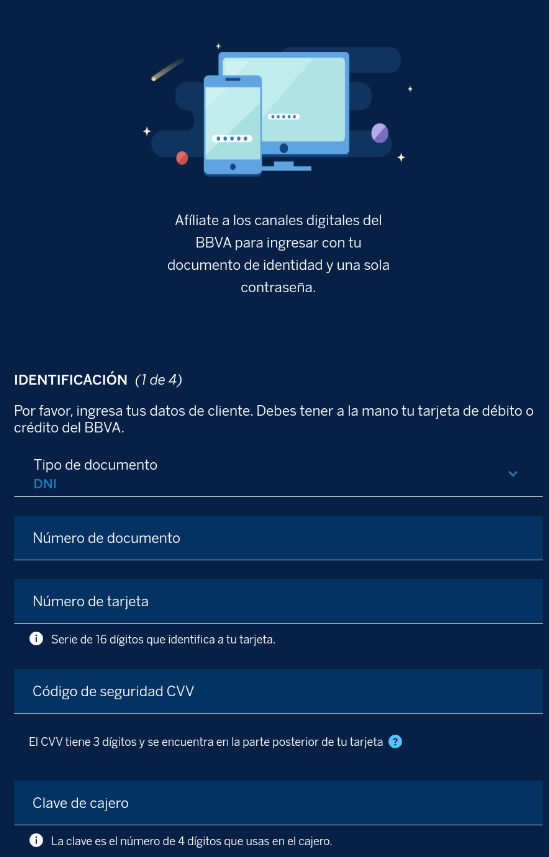 Afíliate a los canales digitales del
BBVA para ingresar con tu
documento de identidad y una sola
contraseña.
IDENTIFICACIÓN (1 de 4)
Por favor, ingresa tus datos de cliente. Debes tener a la mano tu tarjeta de débito o
crédito del BBVA.
Tipo de documento
DNI
Número de documento
Número de tarjeta
Serie de 16 dígitos que identifica a tu tarjeta.
Código de seguridad CVV
El CVV tiene 3 dígitos y se encuentra en la parte posterior de tu tarjeta ?
Clave de cajero
La clave es el número de 4 dígitos que usas en el cajero.